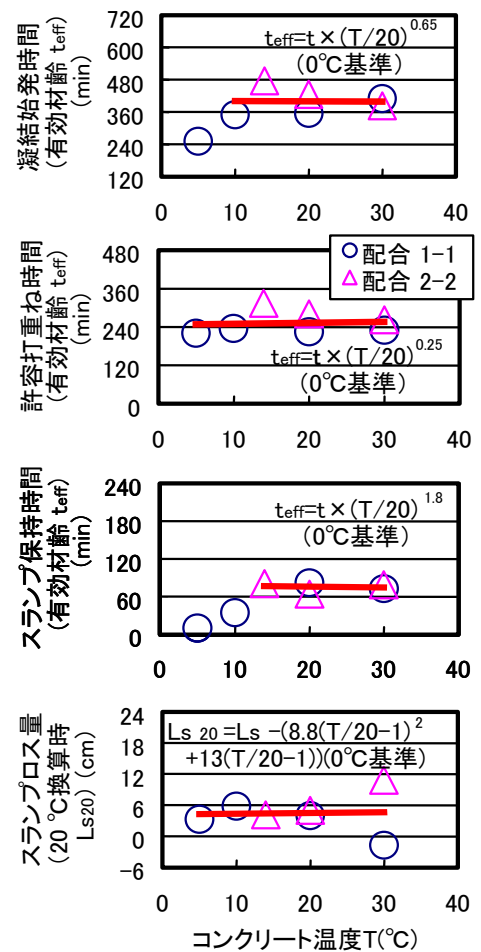 凝結始発時間
(有効材齢 teff)
(min)
720
600
480
360
240
120
teff=t×(T/20)^0.65
(0℃基準)
0 10 20 30 40
許容打重ね時間
(有効材齢 teff)
(min)
480
360
240
120
0
配合 1-1
配合 2-2
teff=t×(T/20)^0.25
(0℃基準)
0 10 20 30 40
スランプ保持時間
(有効材齢 teff)
(min)
240
180
120
60
0
teff=t×(T/20)^1.8
(0℃基準)
0 10 20 30 40
スランプロス量
(20 ℃換算時
Ls20) (cm)
24
18
12
6
0
-6
Ls 20 =Ls -(8.8(T/20-1)^2
+13(T/20-1))(0℃基準)
0 10 20 30 40
コンクリート温度T(℃)